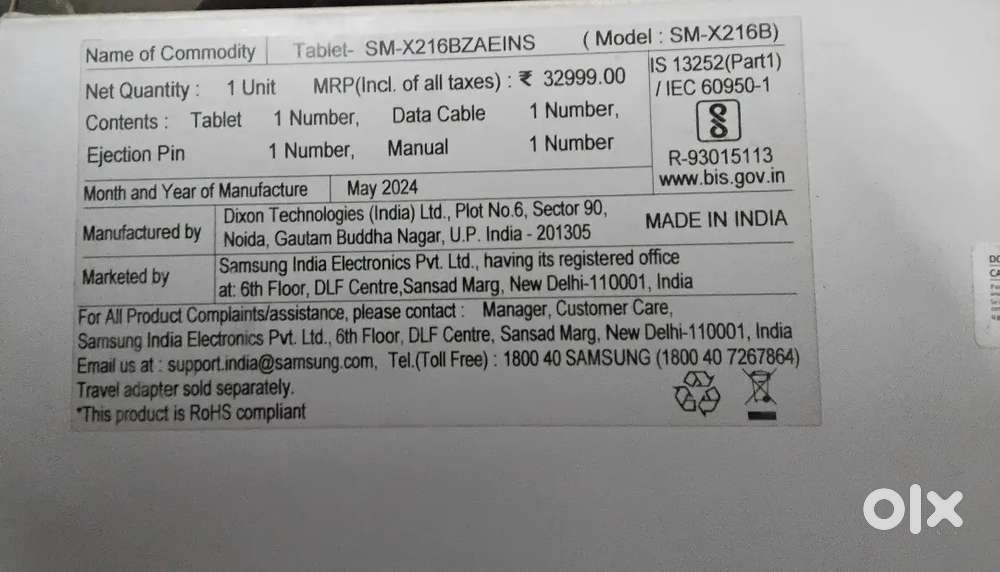 Name of Commodity Tablet- SM-X216BZAEINS ( Model : SM-X216B)
Net Quantity : 1 Unit MRP(Incl. of all taxes) : ₹ 32999.00
IS 13252(Part1)
/ IEC 60950-1
Contents : Tablet 1 Number, Data Cable 1 Number,
Ejection Pin 1 Number, Manual 1 Number
R-93015113
www.bis.gov.in
Month and Year of Manufacture May 2024
Manufactured by Dixon Technologies (India) Ltd., Plot No.6, Sector 90,
Noida, Gautam Buddha Nagar, U.P. India - 201305
MADE IN INDIA
Marketed by Samsung India Electronics Pvt. Ltd., having its registered office
at: 6th Floor, DLF Centre,Sansad Marg, New Delhi-110001, India
For All Product Complaints/assistance, please contact : Manager, Customer Care,
Samsung India Electronics Pvt. Ltd., 6th Floor, DLF Centre, Sansad Marg, New Delhi-110001, India
Email us at : support.india@samsung.com, Tel.(Toll Free) : 1800 40 SAMSUNG (1800 40 7267864)
Travel adapter sold separately.
*This product is RoHS compliant
olx